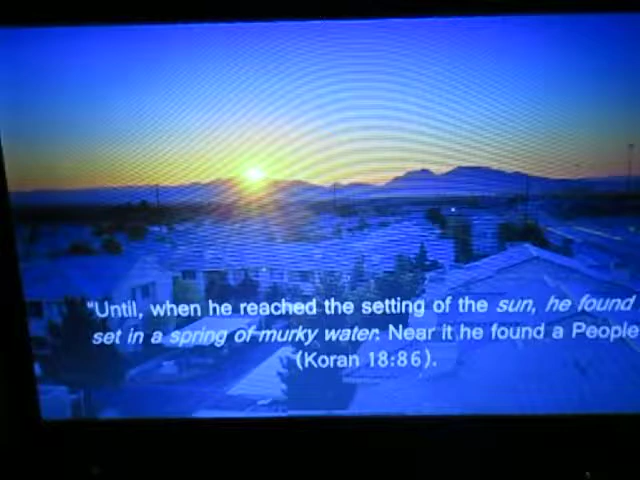 "Until, when he reached the setting of the sun, he found
set in a spring of murky water: Near it he found a People
(Koran 18:86).